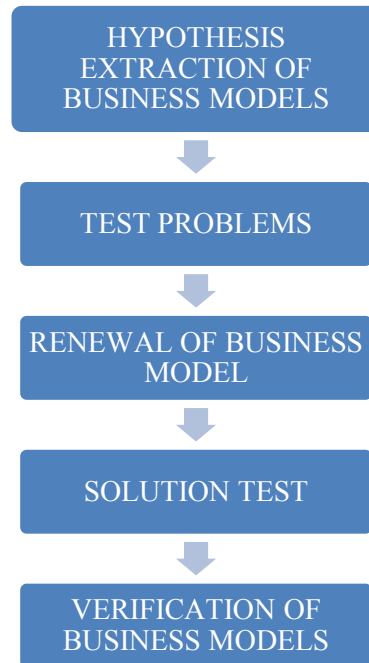 HYPOTHESIS
EXTRACTION OF
BUSINESS MODELS
TEST PROBLEMS
RENEWAL OF BUSINESS
MODEL
SOLUTION TEST
VERIFICATION OF
BUSINESS MODELS